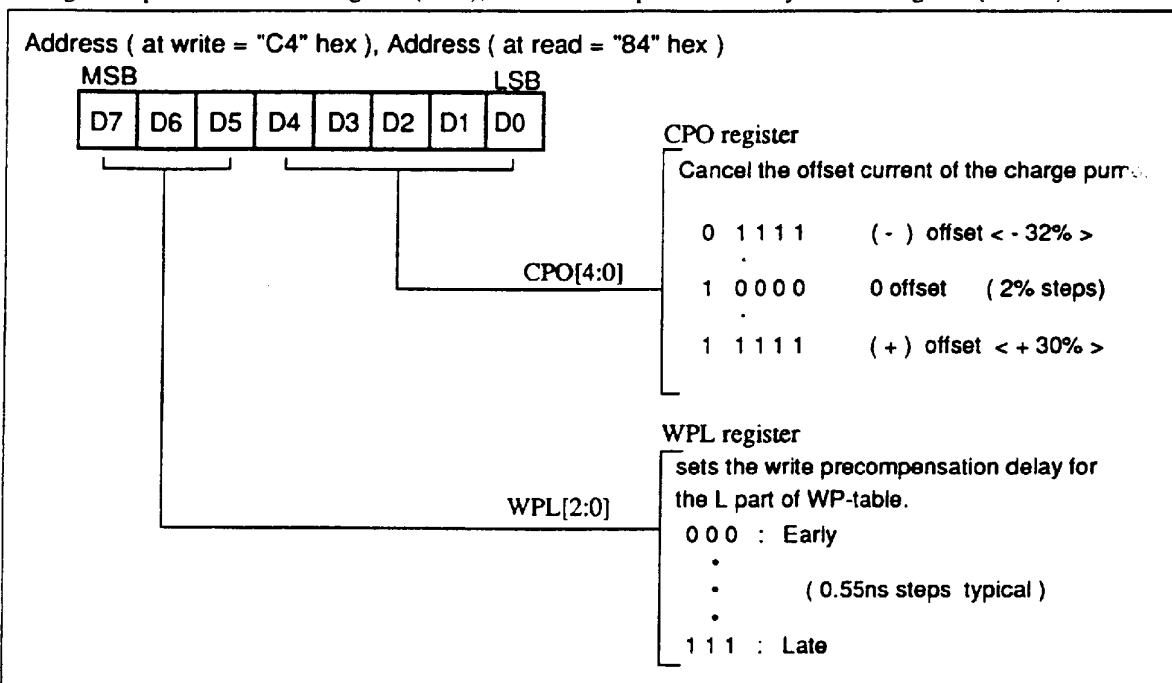 Address ( at write = "C4" hex ), Address ( at read = "84" hex )
MSB LSB
D7 D6 D5 D4 D3 D2 D1 D0
CPO register
Cancel the offset current of the charge
0 1 1 1 1 ( - ) offset < - 32% >
CPO[4:0]
1 0 0 0 0 0 offset ( 2% steps)
1 1 1 1 1 ( + ) offset < + 30% >
WPL register
sets the write precompensation delay for
the L part of WP-table.
WPL[2:0]
0 0 0 : Early
( 0.55ns steps typical )
1 1 1 : Late